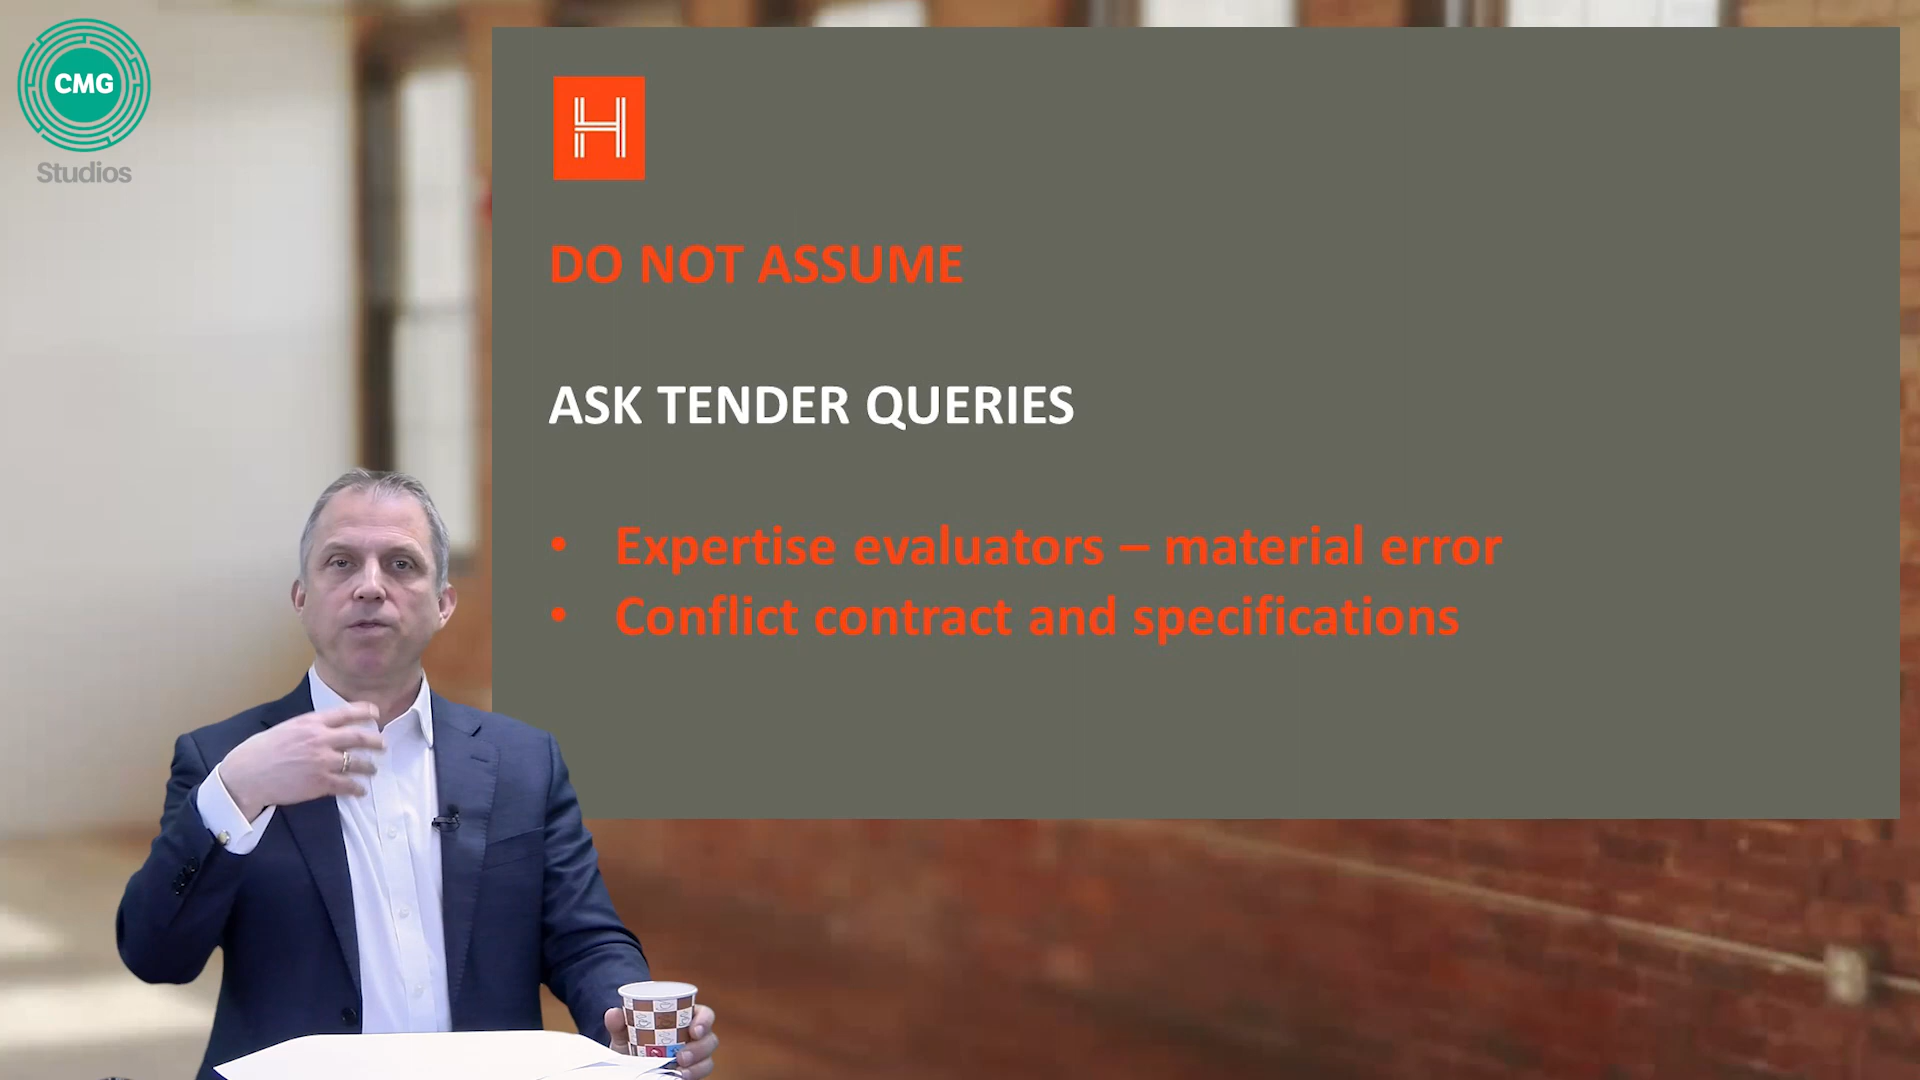 CMG
Studios
H
DO NOT ASSUME
ASK TENDER QUERIES
• Expertise evaluators – material error
• Conflict contract and specifications